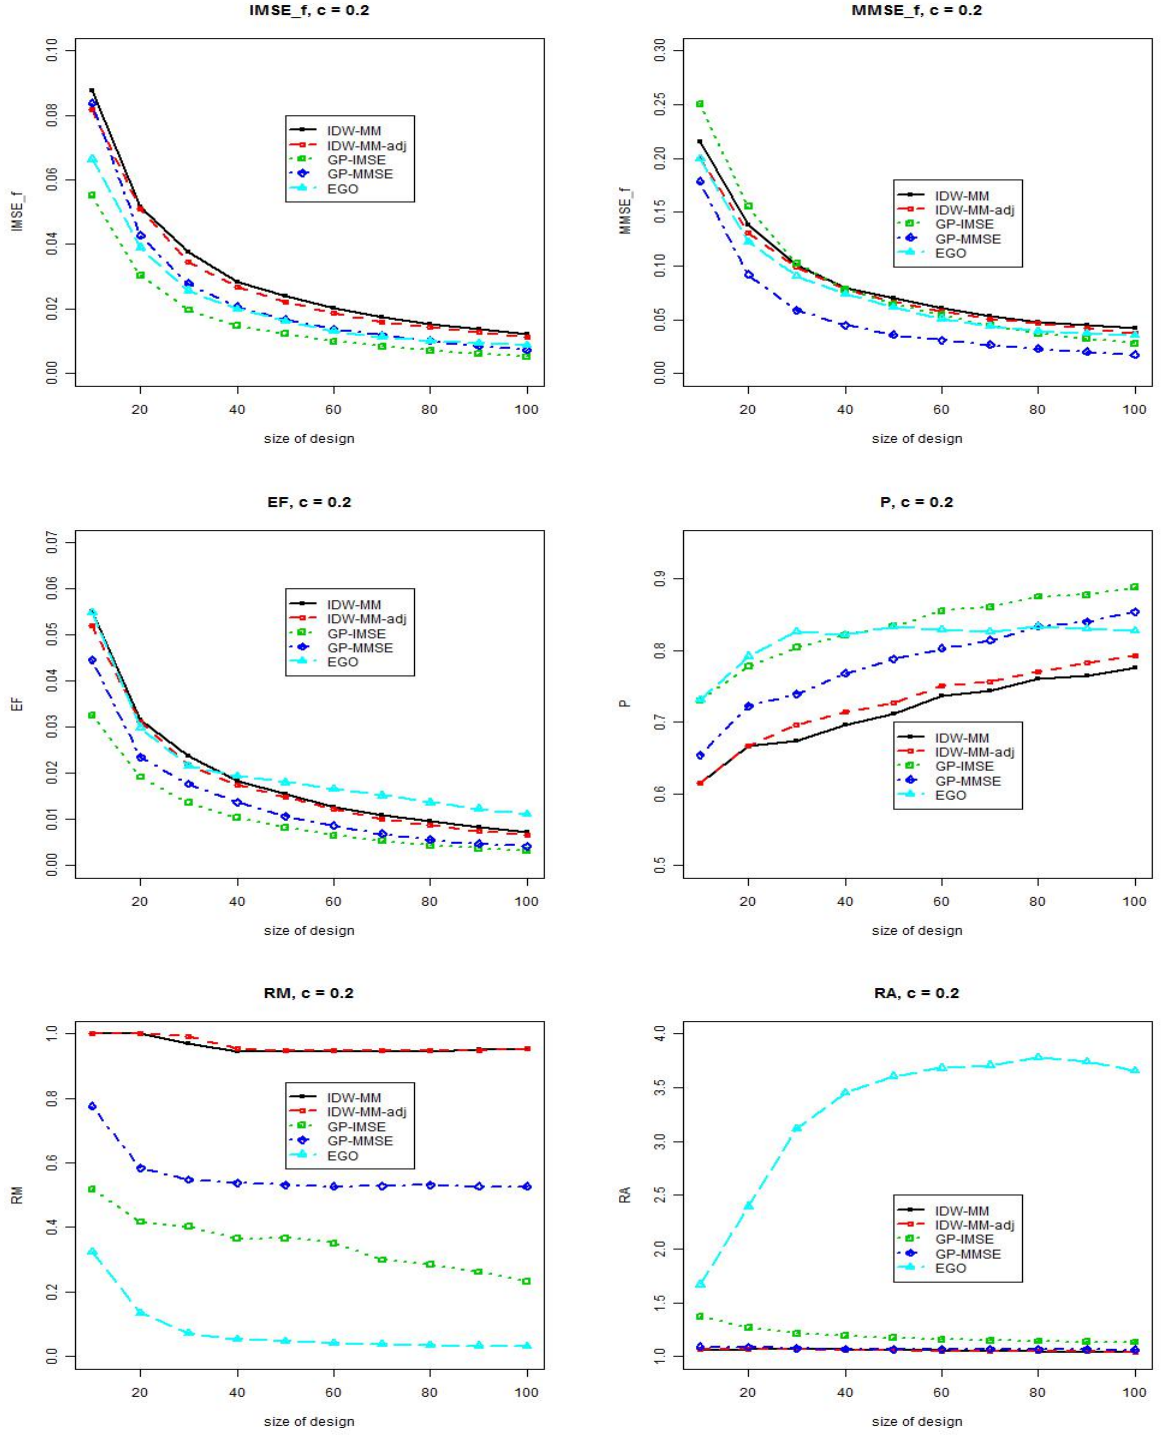 IMSE_f, c = 0.2
IMSE_f
0.10
0.08
0.06
0.04
0.02
0.00
IDW-MM
IDW-MM-adj
GP-IMSE
GP-MMSE
EGO
20 40 60 80 100
size of design
MMSE_f, c = 0.2
MMSE_f
0.30
0.25
0.20
0.15
0.10
0.05
0.00
IDW-MM
IDW-MM-adj
GP-IMSE
GP-MMSE
EGO
20 40 60 80 100
size of design
EF, c = 0.2
EF
0.07
0.06
0.05
0.04
0.03
0.02
0.01
0.00
IDW-MM
IDW-MM-adj
GP-IMSE
GP-MMSE
EGO
20 40 60 80 100
size of design
P, c = 0.2
P
0.9
0.8
0.7
0.6
0.5
IDW-MM
IDW-MM-adj
GP-IMSE
GP-MMSE
EGO
20 40 60 80 100
size of design
RM, c = 0.2
RM
1.0
0.8
0.6
0.4
0.2
0.0
IDW-MM
IDW-MM-adj
GP-IMSE
GP-MMSE
EGO
20 40 60 80 100
size of design
RA, c = 0.2
RA
4.0
3.5
3.0
2.5
2.0
1.5
1.0
IDW-MM
IDW-MM-adj
GP-IMSE
GP-MMSE
EGO
20 40 60 80 100
size of design